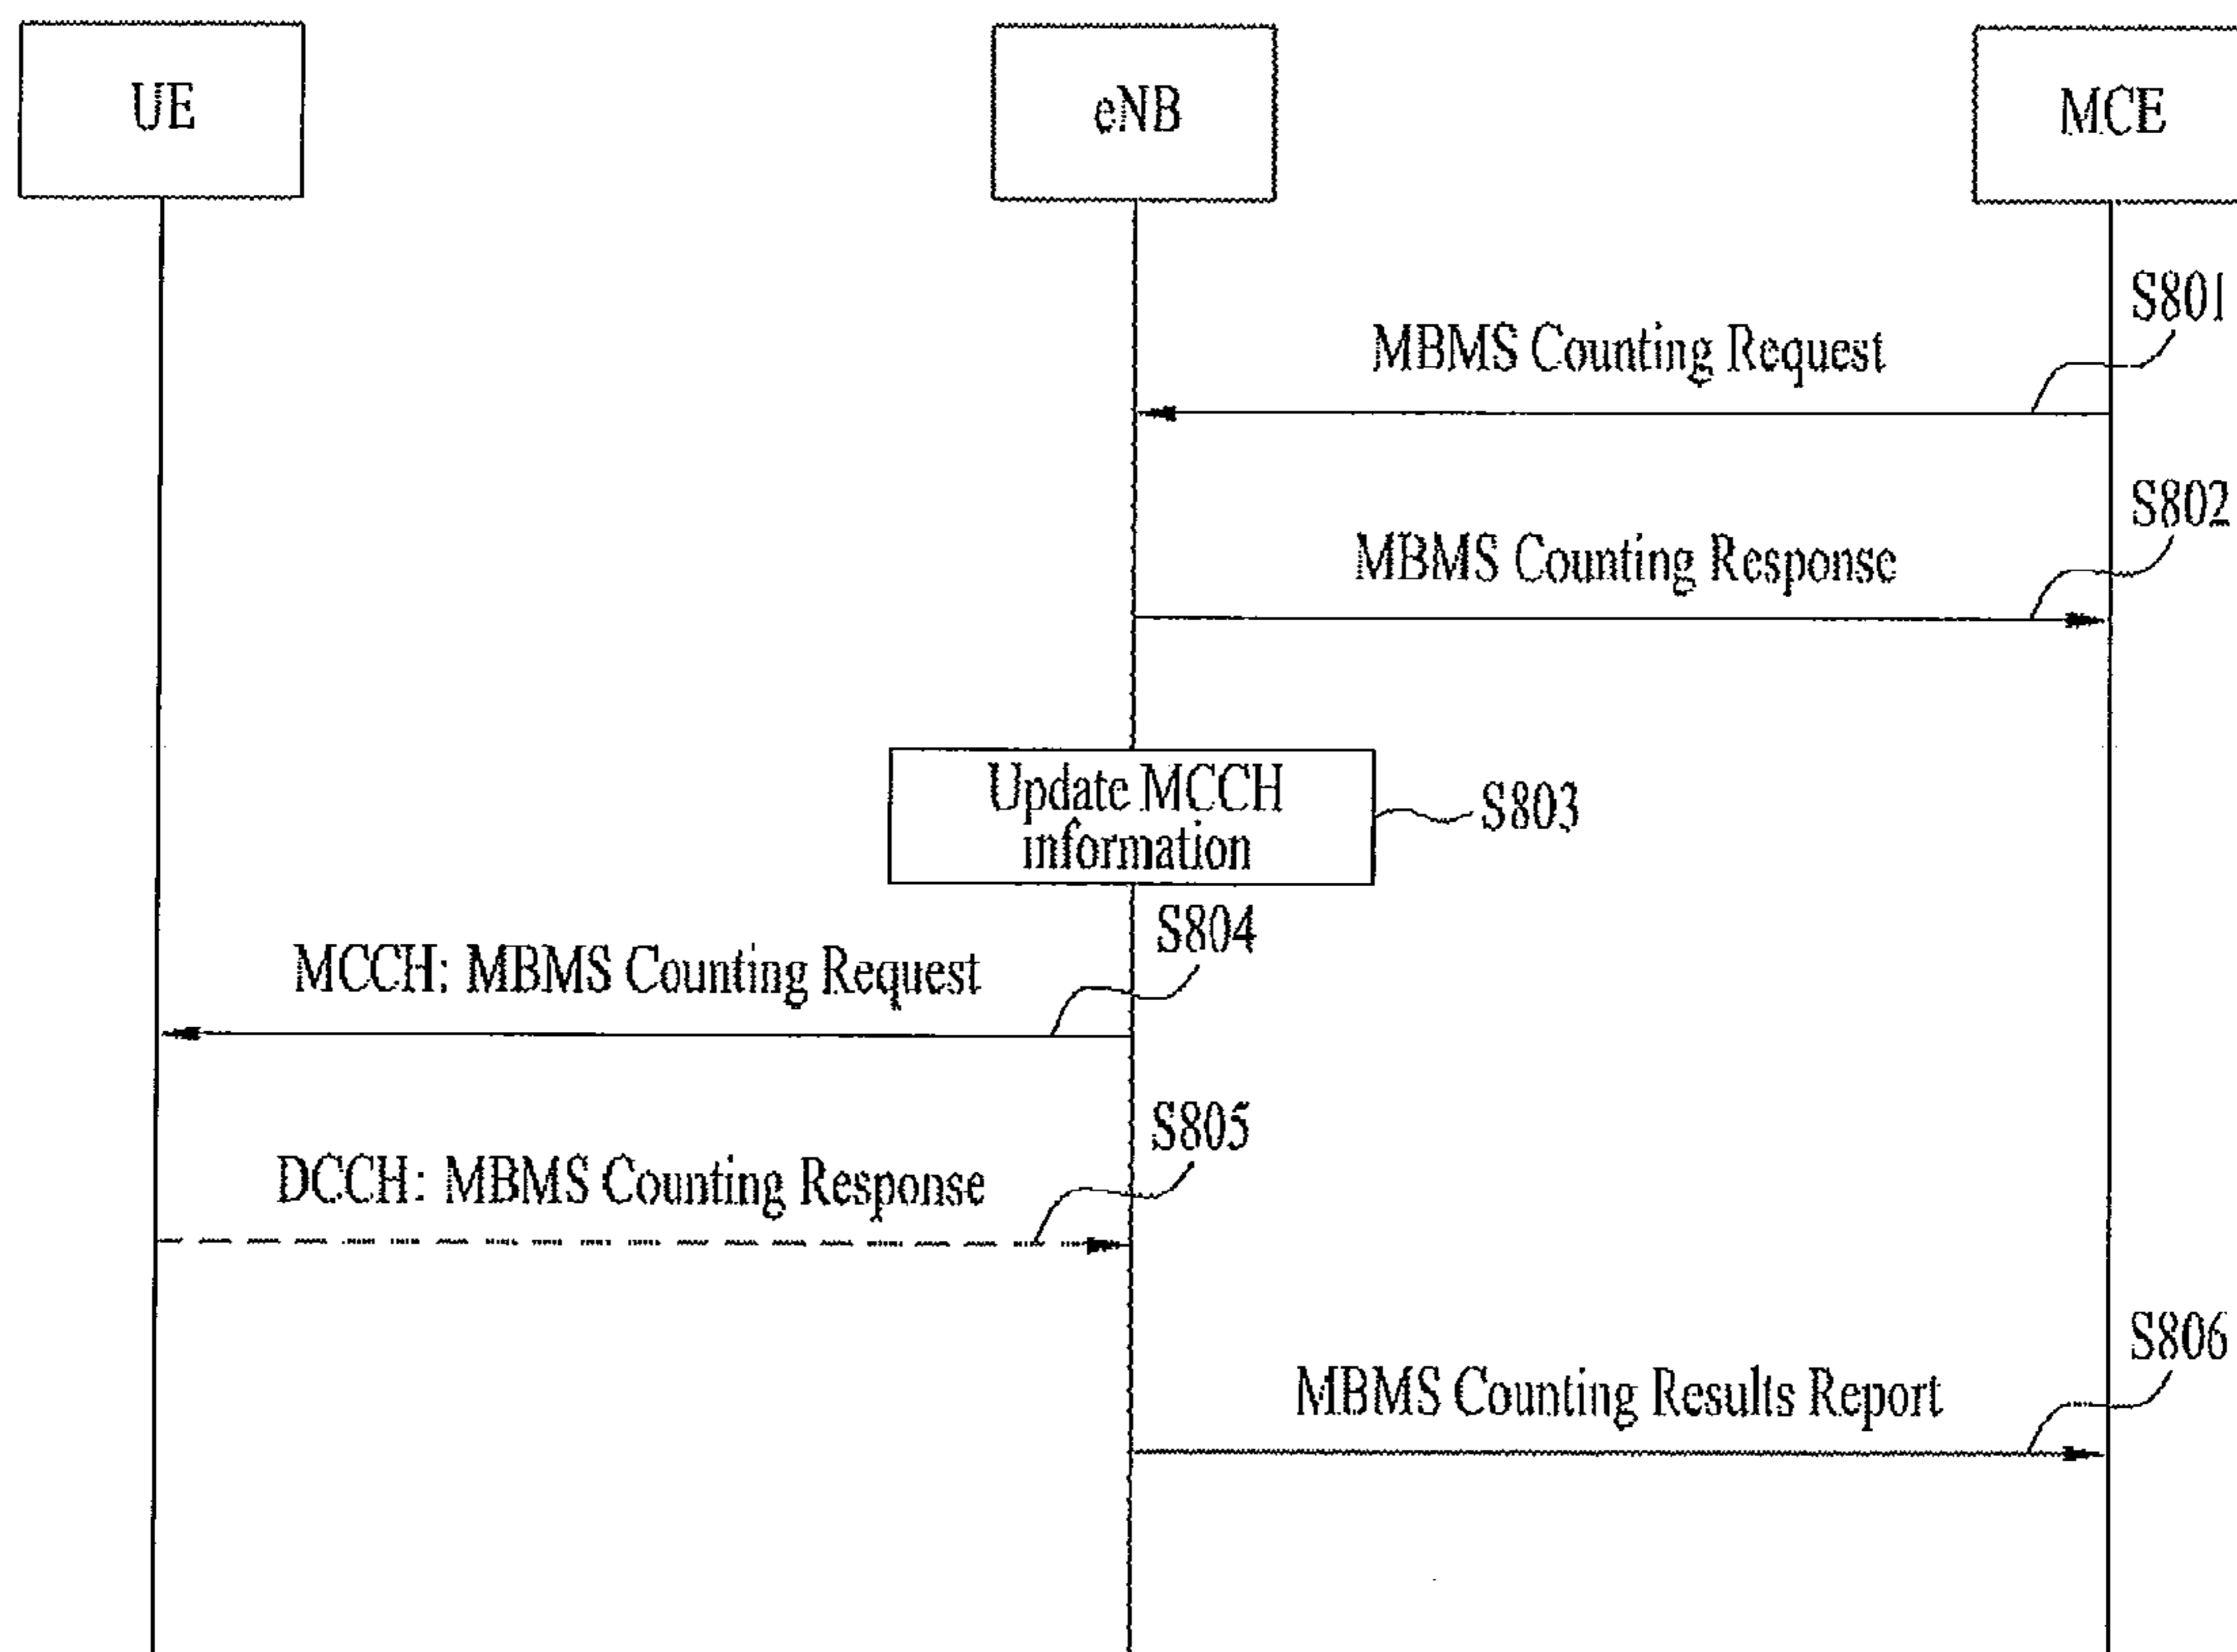 UE
eNB
MCE
S801
MBMS Counting Request
S802
MBMS Counting Response
Update MCCH
information
S803
S804
MCCH: MBMS Counting Request
S805
DCCH: MBMS Counting Response
S806
MBMS Counting Results Report